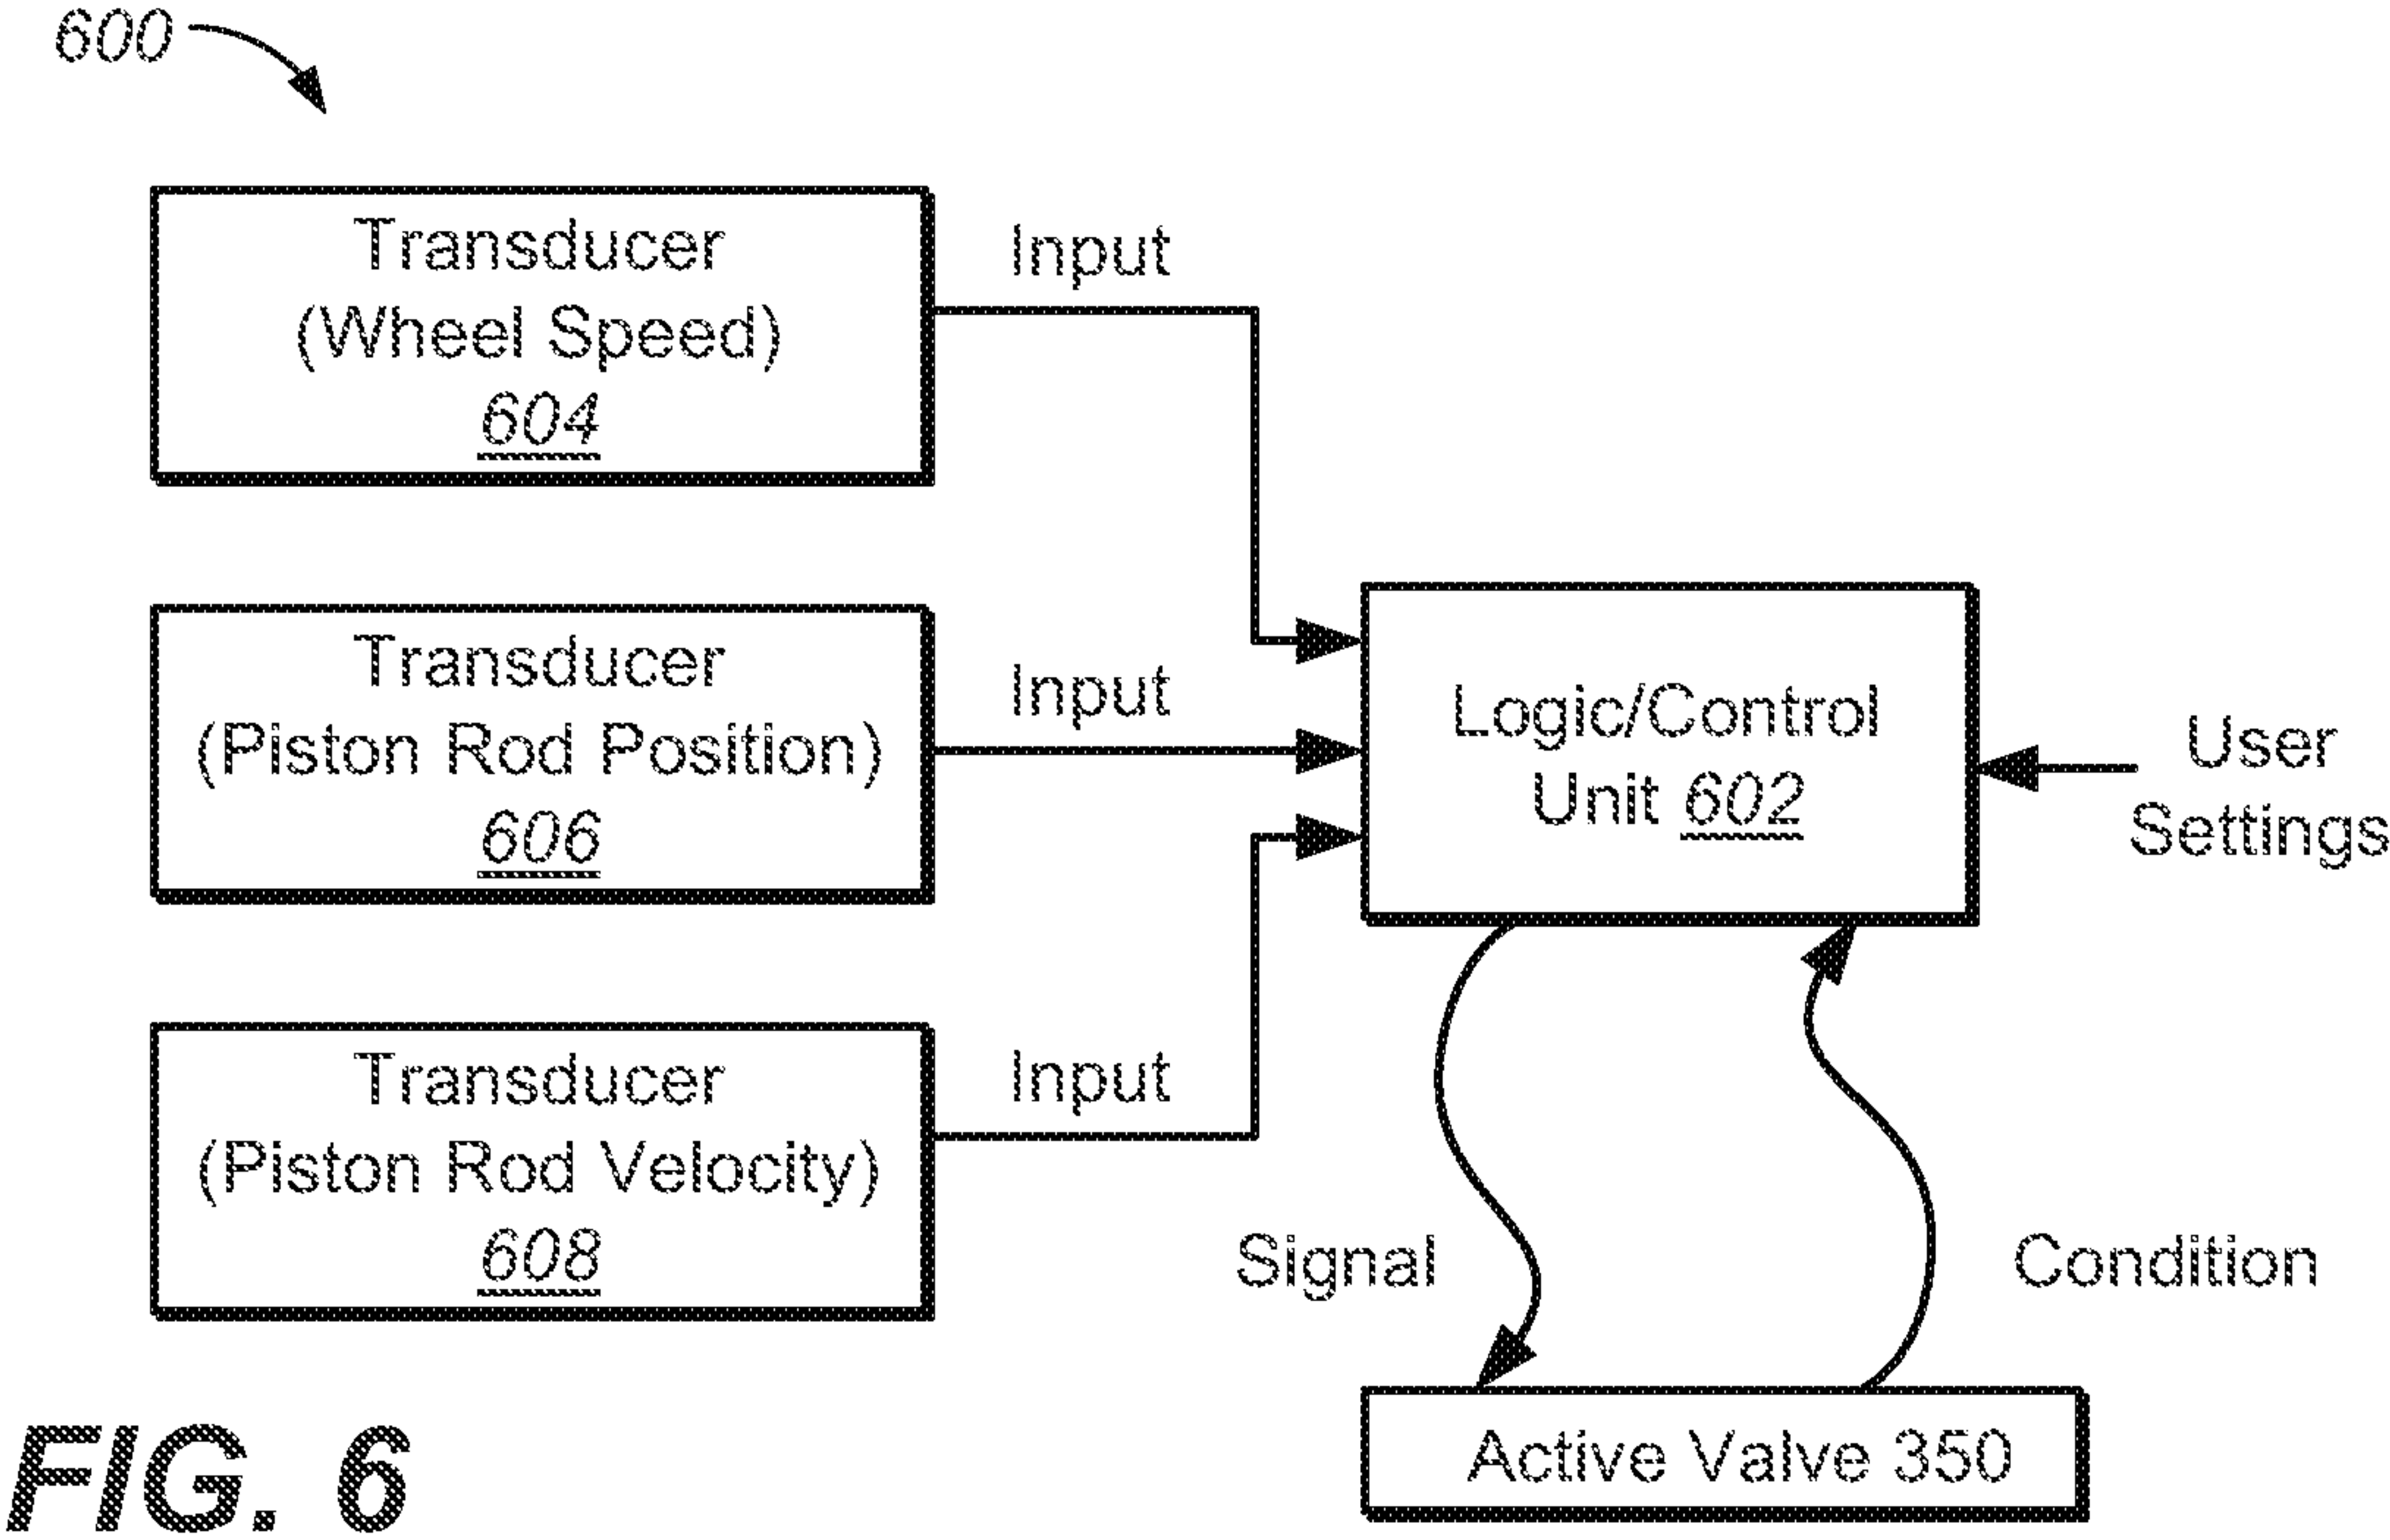 600
Transducer
(Wheel Speed)
604
Input
Transducer
(Piston Rod Position)
606
Input
Transducer
(Piston Rod Velocity)
608
Input
Logic/Control
Unit 602
User
Settings
Signal
Condition
Active Valve 350
FIG. 6